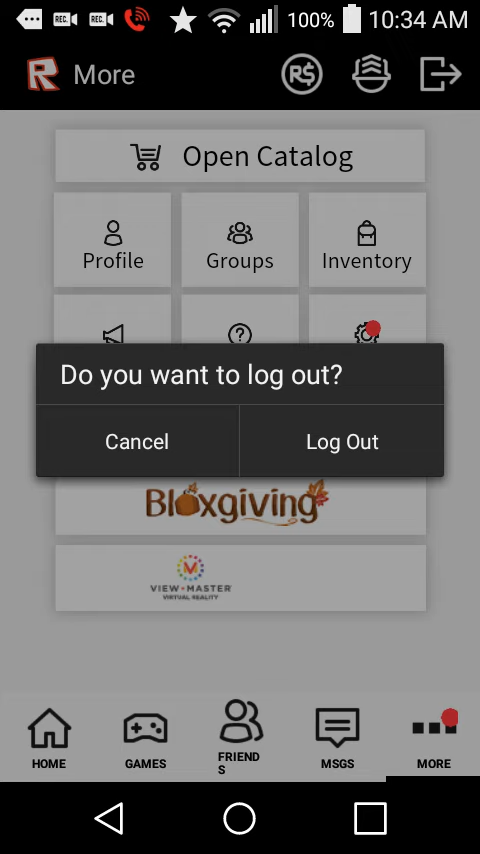 REC. REC. 100% 10:34 AM
R More R$
Open Catalog
Profile Groups Inventory
Do you want to log out?
Cancel Log Out
Bloxgiving
VIEW-MASTER
VIRTUAL REALITY
HOME GAMES FRIEND MSGS MORE
S